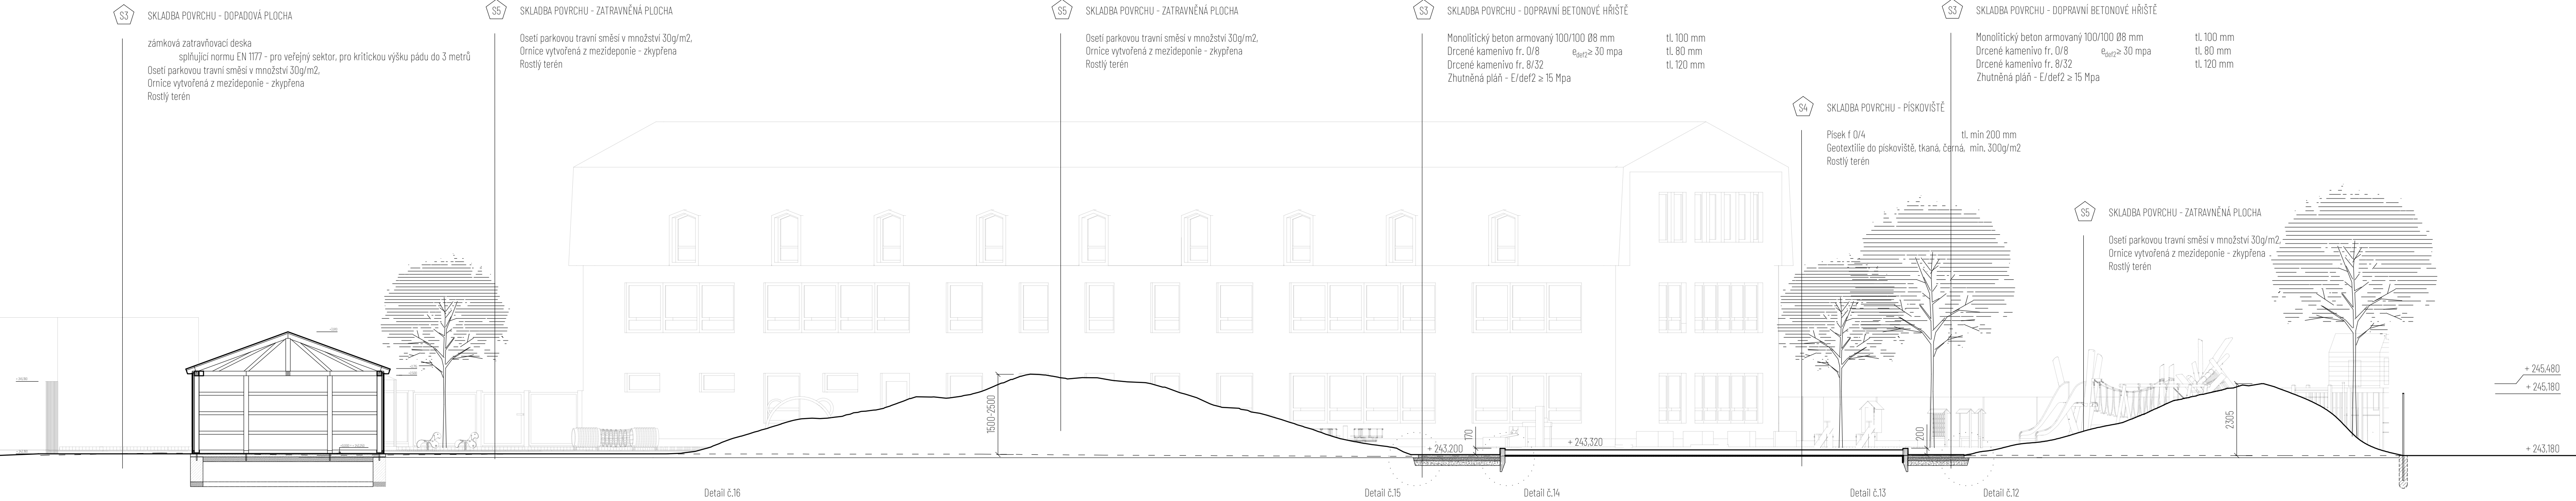 S3 SKLADBA POVRCHU - DOPADOVÁ PLOCHA
zámková zatravňovací deska
splňující normu EN 1177 - pro veřejný sektor, pro kritickou výšku pádu do 3 metrů
Osetí parkovou travní směsí v množství 30g/m2,
Ornice vytvořená z mezideponie - zkypřena
Rostlý terén
S5 SKLADBA POVRCHU - ZATRAVNĚNÁ PLOCHA
Osetí parkovou travní směsí v množství 30g/m2,
Ornice vytvořená z mezideponie - zkypřena
Rostlý terén
S5 SKLADBA POVRCHU - ZATRAVNĚNÁ PLOCHA
Osetí parkovou travní směsí v množství 30g/m2,
Ornice vytvořená z mezideponie - zkypřena
Rostlý terén
S3 SKLADBA POVRCHU - DOPRAVNÍ BETONOVÉ HŘIŠTĚ
Monolitický beton armovaný 100/100 Ø8 mm tl. 100 mm
Drcené kamenivo fr. 0/8 edef2≥ 30 mpa tl. 80 mm
Drcené kamenivo fr. 8/32 tl. 120 mm
Zhutněná pláň - E/def2 ≥ 15 Mpa
S3 SKLADBA POVRCHU - DOPRAVNÍ BETONOVÉ HŘIŠTĚ
Monolitický beton armovaný 100/100 Ø8 mm tl. 100 mm
Drcené kamenivo fr. 0/8 edef2≥ 30 mpa tl. 80 mm
Drcené kamenivo fr. 8/32 tl. 120 mm
Zhutněná pláň - E/def2 ≥ 15 Mpa
S4 SKLADBA POVRCHU - PÍSKOVIŠTĚ
Písek f 0/4 tl. min 200 mm
Geotextilie do pískoviště, tkaná, černá, min. 300g/m2
Rostlý terén
S5 SKLADBA POVRCHU - ZATRAVNĚNÁ PLOCHA
Osetí parkovou travní směsí v množství 30g/m2,
Ornice vytvořená z mezideponie - zkypřena
Rostlý terén
1500-2500
+ 243,200
170
+ 243,320
200
2305
+ 245,480
+ 245,180
+ 243,180
Detail č.16
Detail č.15
Detail č.14
Detail č.13
Detail č.12